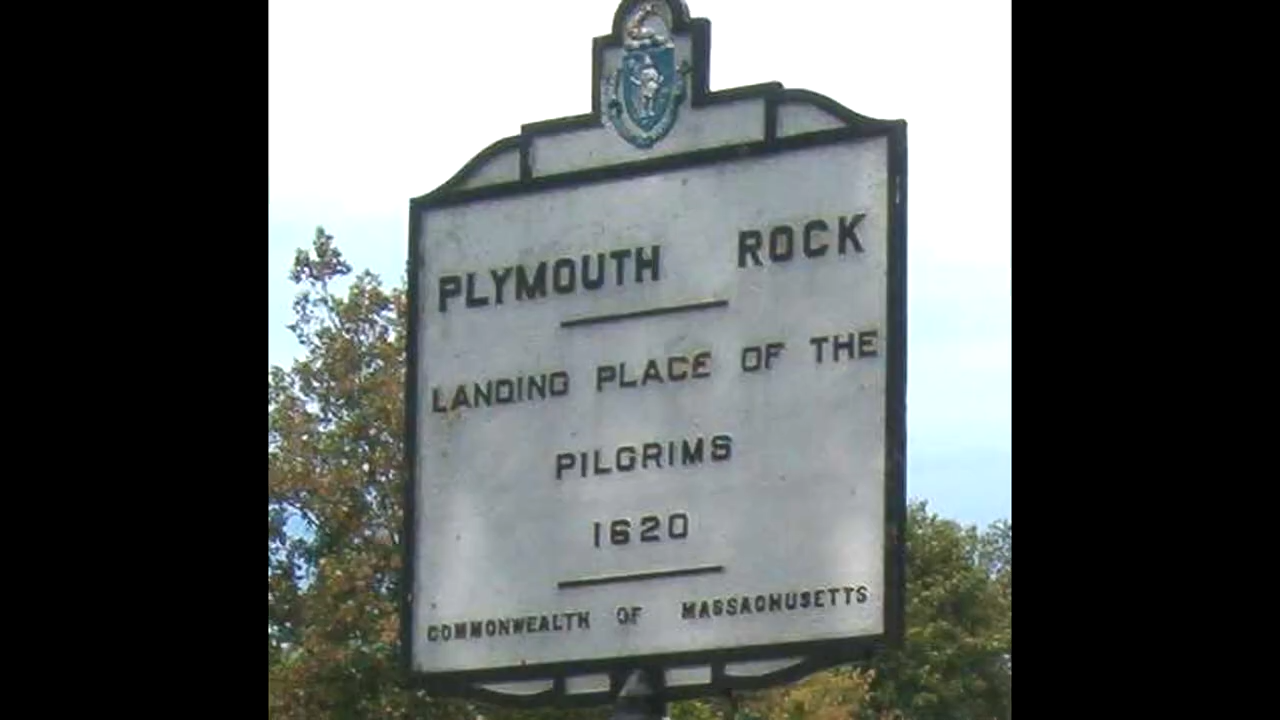 PLYMOUTH ROCK
LANDING PLACE OF THE
PILGRIMS
1620
COMMONWEALTH OF MASSACHUSETTS